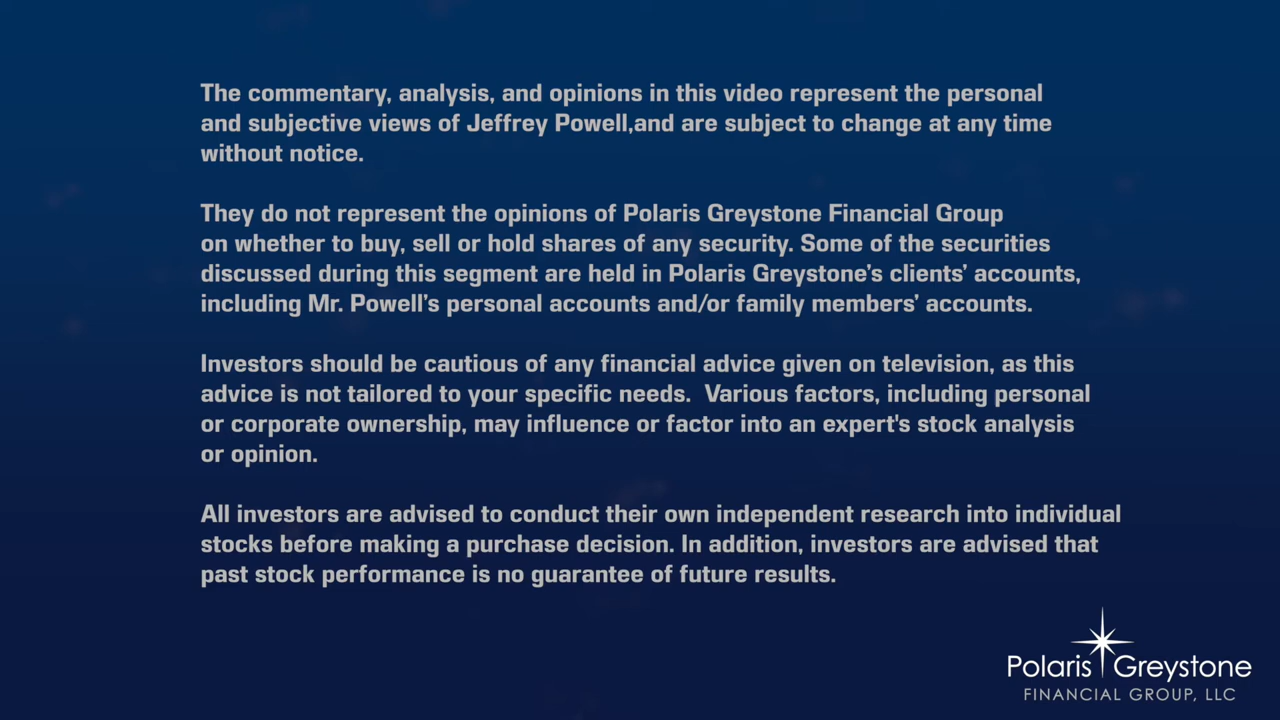 The commentary, analysis, and opinions in this video represent the personal
and subjective views of Jeffrey Powell,and are subject to change at any time
without notice.
They do not represent the opinions of Polaris Greystone Financial Group
on whether to buy, sell or hold shares of any security. Some of the securities
discussed during this segment are held in Polaris Greystone’s clients’ accounts,
including Mr. Powell’s personal accounts and/or family members’ accounts.
Investors should be cautious of any financial advice given on television, as this
advice is not tailored to your specific needs.  Various factors, including personal
or corporate ownership, may influence or factor into an expert's stock analysis
or opinion.
All investors are advised to conduct their own independent research into individual
stocks before making a purchase decision. In addition, investors are advised that
past stock performance is no guarantee of future results.
Polaris Greystone
FINANCIAL GROUP, LLC